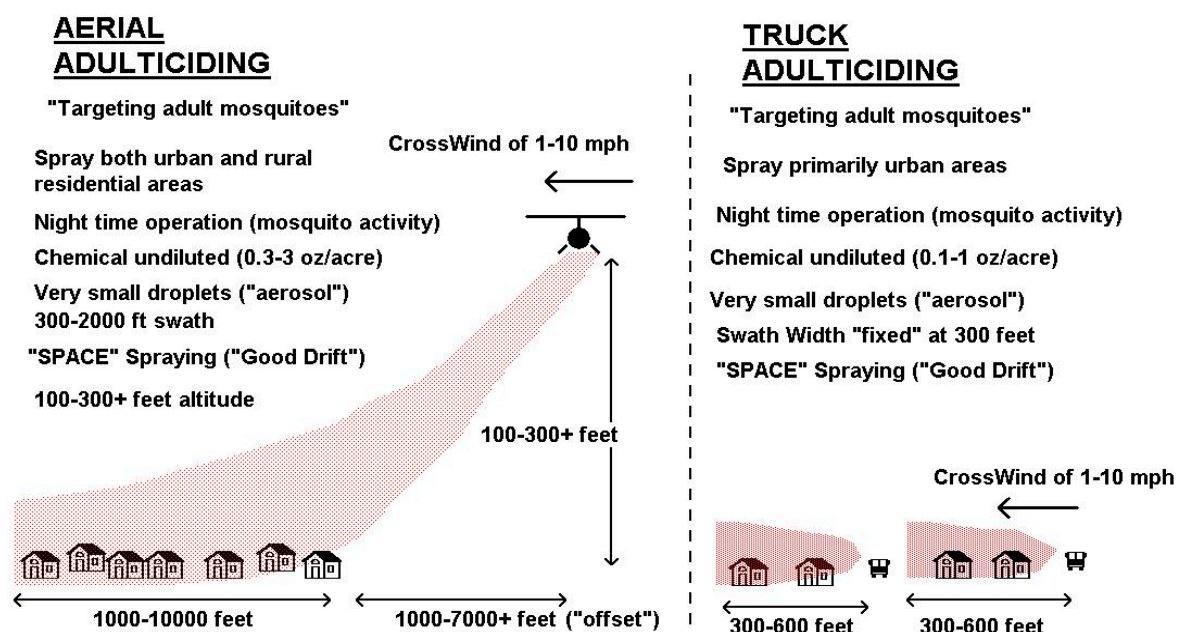 AERIAL
ADULTICIDING
"Targeting adult mosquitoes"
CrossWind of 1-10 mph
Spray both urban and rural
residential areas
Night time operation (mosquito activity)
Chemical undiluted (0.3-3 oz/acre)
Very small droplets ("aerosol")
300-2000 ft swath
"SPACE" Spraying ("Good Drift")
100-300+ feet altitude
100-300+ feet
1000-10000 feet
1000-7000+ feet ("offset")
TRUCK
ADULTICIDING
"Targeting adult mosquitoes"
Spray primarily urban areas
Night time operation (mosquito activity)
Chemical undiluted (0.1-1 oz/acre)
Very small droplets ("aerosol")
Swath Width "fixed" at 300 feet
"SPACE" Spraying ("Good Drift")
CrossWind of 1-10 mph
300-600 feet
300-600 feet